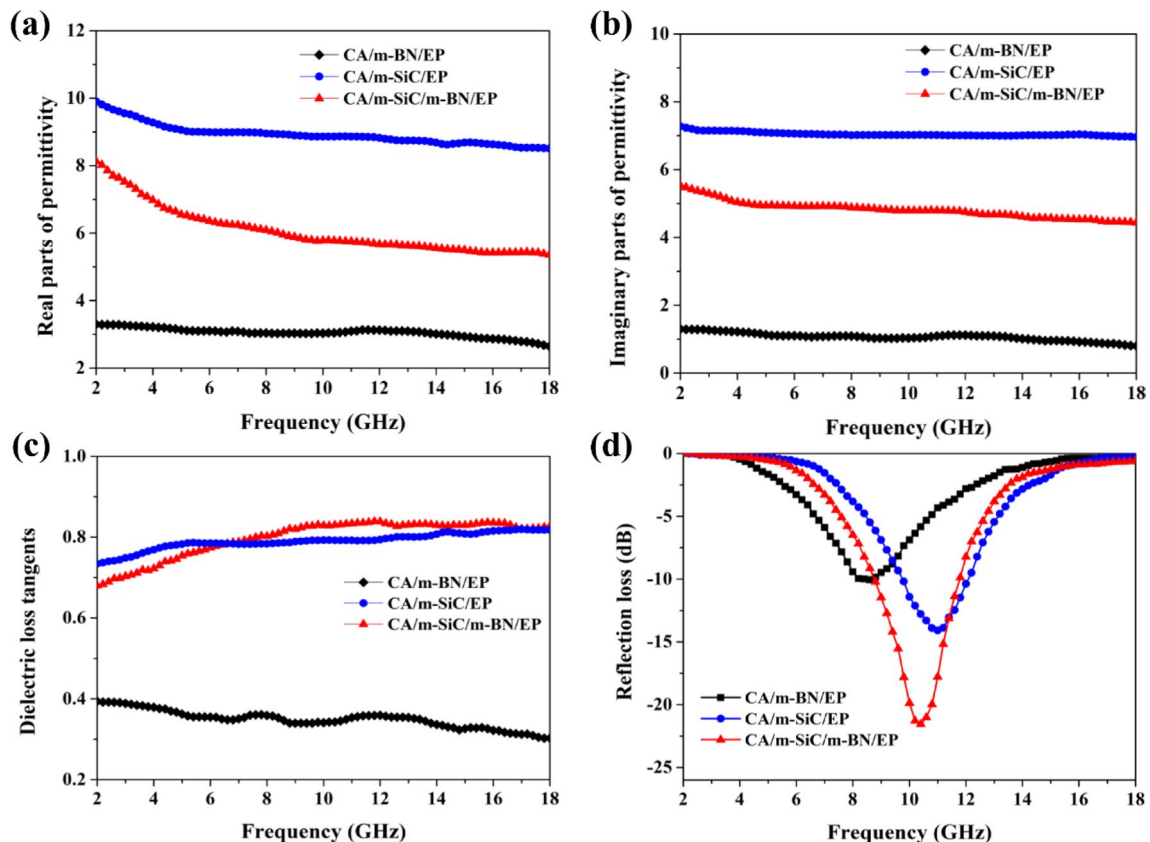 (a)
12
10
8
6
4
2
Real parts of permittivity
CA/m-BN/EP
CA/m-SiC/EP
CA/m-SiC/m-BN/EP
2 4 6 8 10 12 14 16 18
Frequency (GHz)
(b)
10
8
6
4
2
0
Imaginary parts of permittivity
CA/m-BN/EP
CA/m-SiC/EP
CA/m-SiC/m-BN/EP
2 4 6 8 10 12 14 16 18
Frequency (GHz)
(c)
1.0
0.8
0.6
0.4
0.2
Dielectric loss tangents
CA/m-BN/EP
CA/m-SiC/EP
CA/m-SiC/m-BN/EP
2 4 6 8 10 12 14 16 18
Frequency (GHz)
(d)
0
-5
-10
-15
-20
-25
Reflection loss (dB)
CA/m-BN/EP
CA/m-SiC/EP
CA/m-SiC/m-BN/EP
2 4 6 8 10 12 14 16 18
Frequency (GHz)